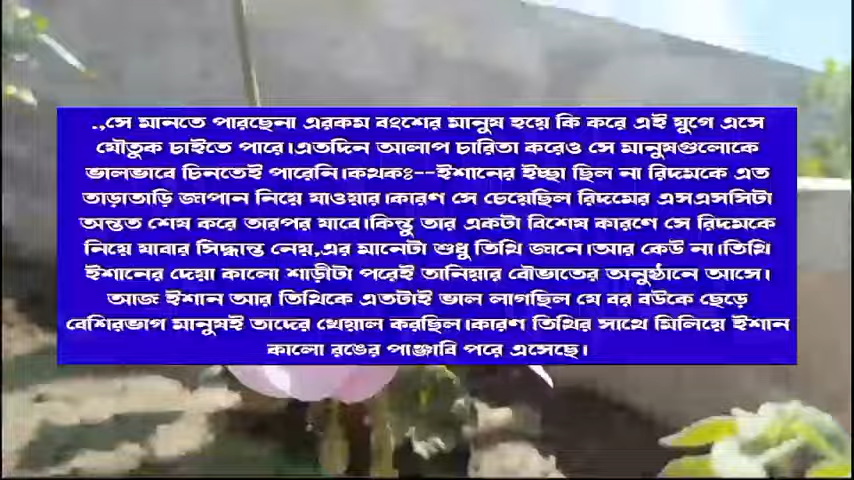 .,সে মানতে পারছেনা এরকম বংশের মানুষ হয়ে কি করে এই যুগে এসে
যৌতুক চাইতে পারে।এতদিন আলাপ চারিতা করেও সে মানুষগুলোকে
ভালভাবে চিনতেই পারেনি।কথকঃ--ইশানের ইচ্ছা ছিল না রিদমকে এত
তাড়াতাড়ি জাপান নিয়ে যাওয়ার।কারণ সে চেয়েছিল রিদমের এসএসসিটা
অন্তত শেষ করে তারপর যাবে।কিন্তু তার একটা বিশেষ কারণে সে রিদমকে
নিয়ে যাবার সিদ্ধান্ত নেয়,এর মানেটা শুধু তিথি জানে।আর কেউ না।তিথি
ইশানের দেয়া কালো শাড়ীটা পরেই তানিয়ার বৌভাতের অনুষ্ঠানে আসে।
আজ ইশান আর তিথিকে এতটাই ভাল লাগছিল যে বর বউকে ছেড়ে
বেশিরভাগ মানুষই তাদের খেয়াল করছিল।কারণ তিথির সাথে মিলিয়ে ইশান
কালো রঙের পাঞ্জাবি পরে এসেছে।